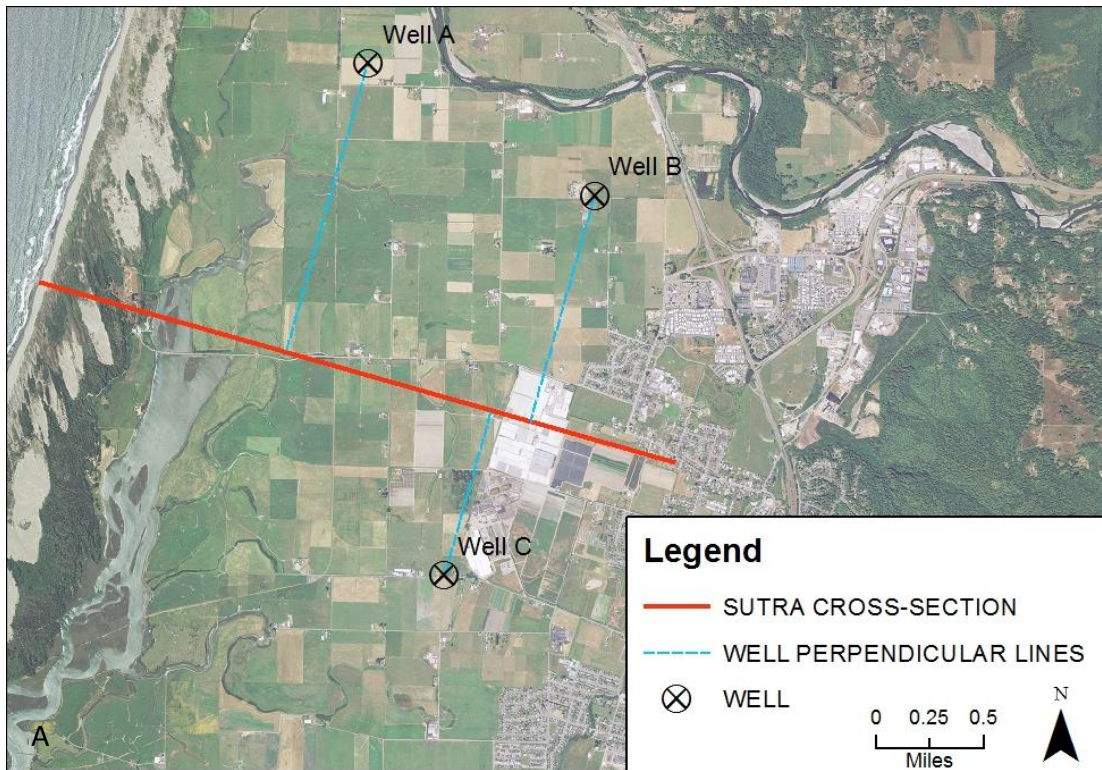 Well A
Well B
Well C
A
Legend
SUTRA CROSS-SECTION
WELL PERPENDICULAR LINES
WELL
N
0 0.25 0.5
Miles